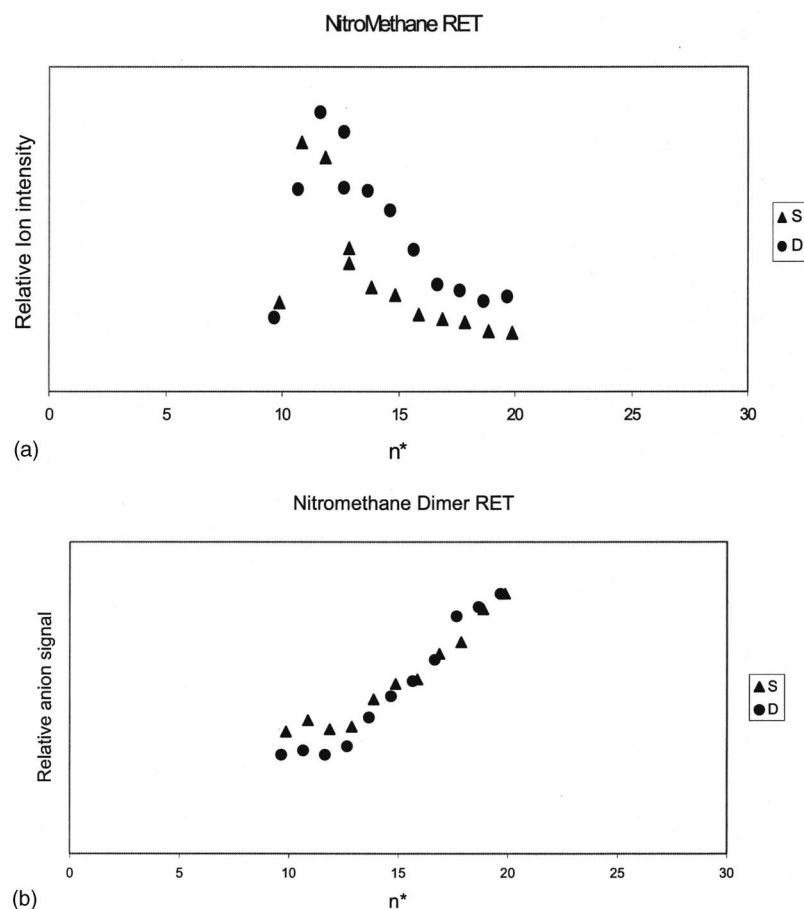 NitroMethane RET
Relative Ion intensity
S
D
0 5 10 15 20 25 30
(a)
n*
Nitromethane Dimer RET
Relative anion signal
S
D
0 5 10 15 20 25 30
(b)
n*